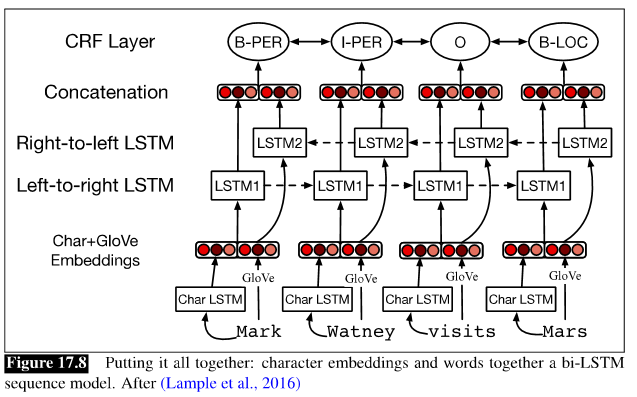 CRF Layer B-PER I-PER O B-LOC
Concatenation
Right-to-left LSTM LSTM2 LSTM2 LSTM2 LSTM2
Left-to-right LSTM LSTM1 LSTM1 LSTM1 LSTM1
Char+GloVe
Embeddings
GloVe GloVe GloVe GloVe
Char LSTM Char LSTM Char LSTM Char LSTM
Mark Watney visits Mars
Figure 17.8 Putting it all together: character embeddings and words together a bi-LSTM
sequence model. After (Lample et al., 2016)